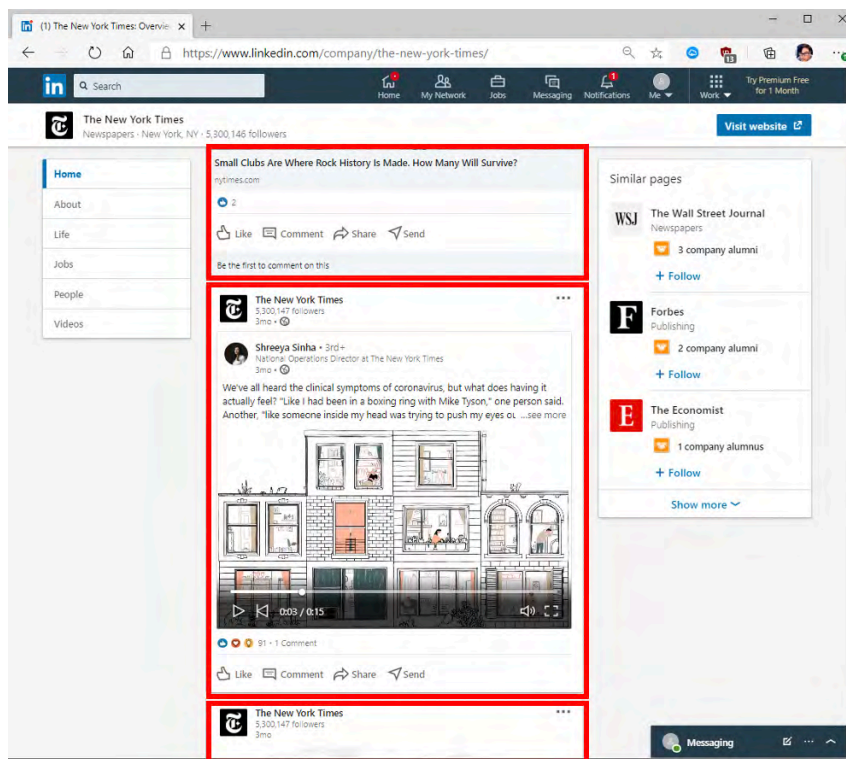 (1) The New York Times: Overvie
https://www.linkedin.com/company/the-new-york-times/
13
in
Search
Home
My Network
Jobs
Messaging
1
Notifications
Me
Work
Try Premium Free
for 1 Month
The New York Times
Newspapers · New York, NY · 5,300,146 followers
Visit website
Home
About
Life
Jobs
People
Videos
Small Clubs Are Where Rock History Is Made. How Many Will Survive?
nytimes.com
2
Like Comment Share Send
Be the first to comment on this
The New York Times
5,300,147 followers
3mo •
Shreeya Sinha • 3rd+
National Operations Director at The New York Times
3mo •
We've all heard the clinical symptoms of coronavirus, but what does having it
actually feel? "Like I had been in a boxing ring with Mike Tyson," one person said.
Another, "like someone inside my head was trying to push my eyes ou ...see more
0:03 / 0:15
91 · 1 Comment
Like Comment Share Send
The New York Times
5,300,147 followers
3mo
Similar pages
WSJ
The Wall Street Journal
Newspapers
3 company alumni
+ Follow
F
Forbes
Publishing
2 company alumni
+ Follow
E
The Economist
Publishing
1 company alumnus
+ Follow
Show more
Messaging